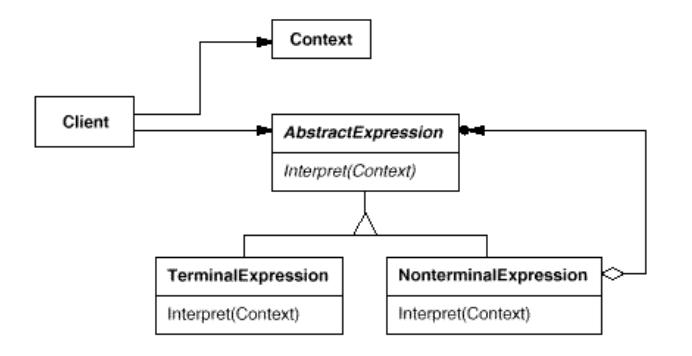 Context
Client
AbstractExpression
Interpret(Context)
TerminalExpression
Interpret(Context)
NonterminalExpression
Interpret(Context)